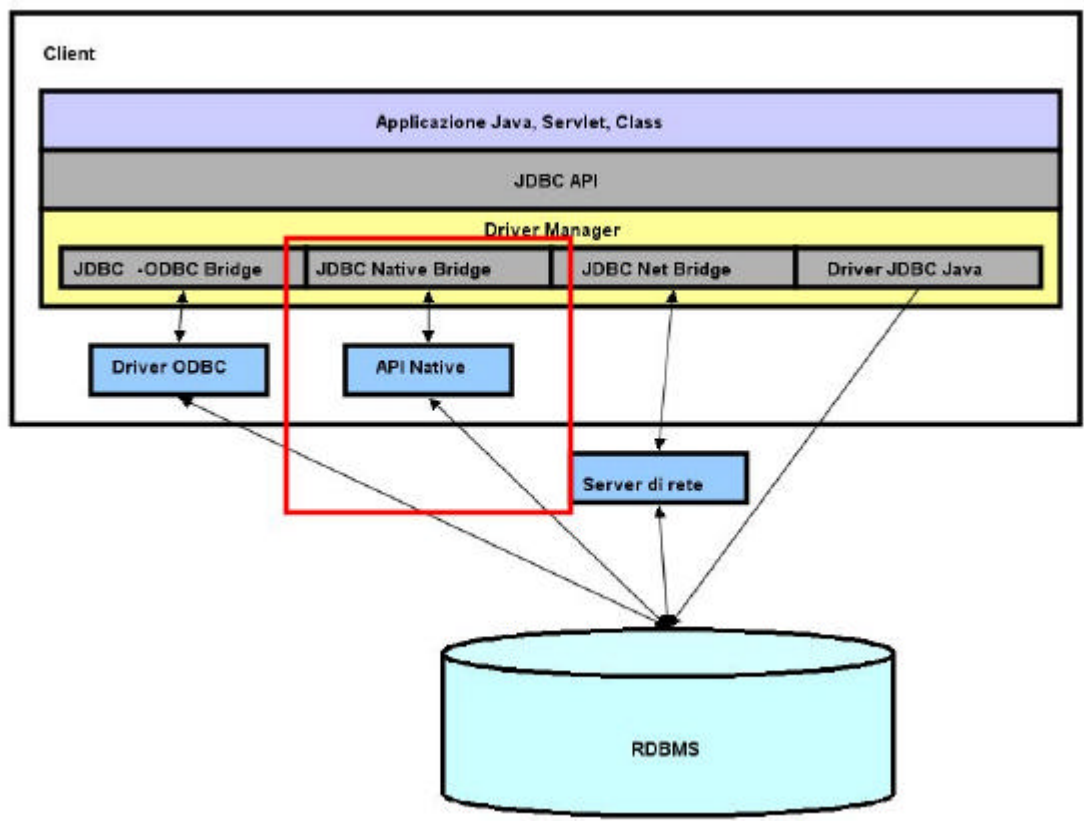 Client
Applicazione Java, Servlet, Class
JDBC API
Driver Manager
JDBC -ODBC Bridge
JDBC Native Bridge
JDBC Net Bridge
Driver JDBC Java
Driver ODBC
API Native
Server di rete
RDBMS